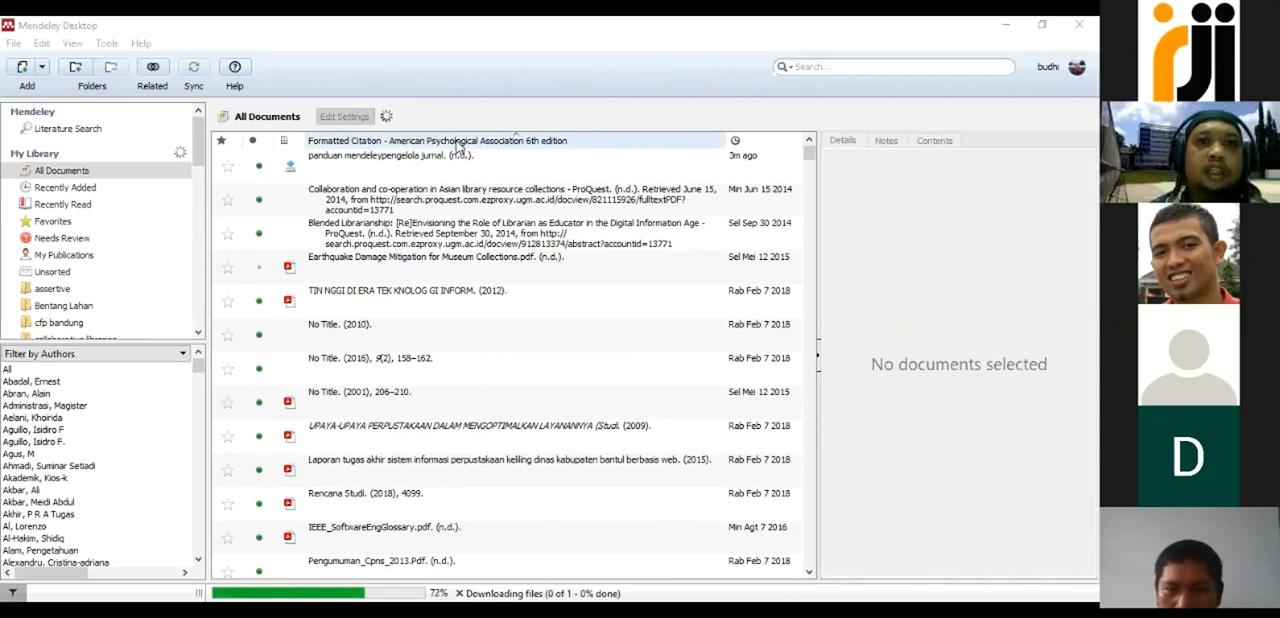 Mendeley Desktop
File Edit View Tools Help
Add Folders Related Sync Help
Search...
budhi
Mendeley
Literature Search
My Library
All Documents
Recently Added
Recently Read
Favorites
Needs Review
My Publications
Unsorted
assertive
Bentang Lahan
cfp bandung
collaborative librarian
Filter by Authors
All
Abadal, Ernest
Abran, Alain
Administrasi, Magister
Aelani, Khoirida
Aguillo, Isidro F
Aguillo, Isidro F.
Agus, M
Ahmadi, Suminar Setiadi
Akademik, Kios-k
Akbar, Ali
Akbar, Meidi Abdul
Akhir, P R A Tugas
Al, Lorenzo
Al-Hakim, Shidiq
Alam, Pengetahuan
Alexandru, Cristina-adriana
All Documents Edit Settings
Formatted Citation - American Psychological Association 6th edition
panduan mendeleypengelola jurnal. (n.d.). 3m ago
Collaboration and co-operation in Asian library resource collections - ProQuest. (n.d.). Retrieved June 15, Min Jun 15 2014
2014, from http://search.proquest.com.ezproxy.ugm.ac.id/docview/821115926/fulltextPDF?
accountid=13771
Blended Librarianship: [Re]Envisioning the Role of Librarian as Educator in the Digital Information Age - Sel Sep 30 2014
ProQuest. (n.d.). Retrieved September 30, 2014, from http://
search.proquest.com.ezproxy.ugm.ac.id/docview/912813374/abstract?accountid=13771
Earthquake Damage Mitigation for Museum Collections.pdf. (n.d.). Sel Mei 12 2015
TIN NGGI DI ERA TEK KNOLOG GI INFORM. (2012). Rab Feb 7 2018
No Title. (2010). Rab Feb 7 2018
No Title. (2016), 9(2), 158–162. Rab Feb 7 2018
No Title. (2001), 206–210. Sel Mei 12 2015
UPAYA-UPAYA PERPUSTAKAAN DALAM MENGOPTIMALKAN LAYANANNYA (Studi. (2009). Rab Feb 7 2018
Laporan tugas akhir sistem informasi perpustakaan keliling dinas kabupaten bantul berbasis web. (2015). Rab Feb 7 2018
Rencana Studi. (2018), 4099. Rab Feb 7 2018
IEEE_SoftwareEngGlossary.pdf. (n.d.). Min Agt 7 2016
Pengumuman_Cpns_2013.Pdf. (n.d.). Rab Feb 7 2018
72% Downloading files (0 of 1 - 0% done)
Details Notes Contents
No documents selected
rji
D